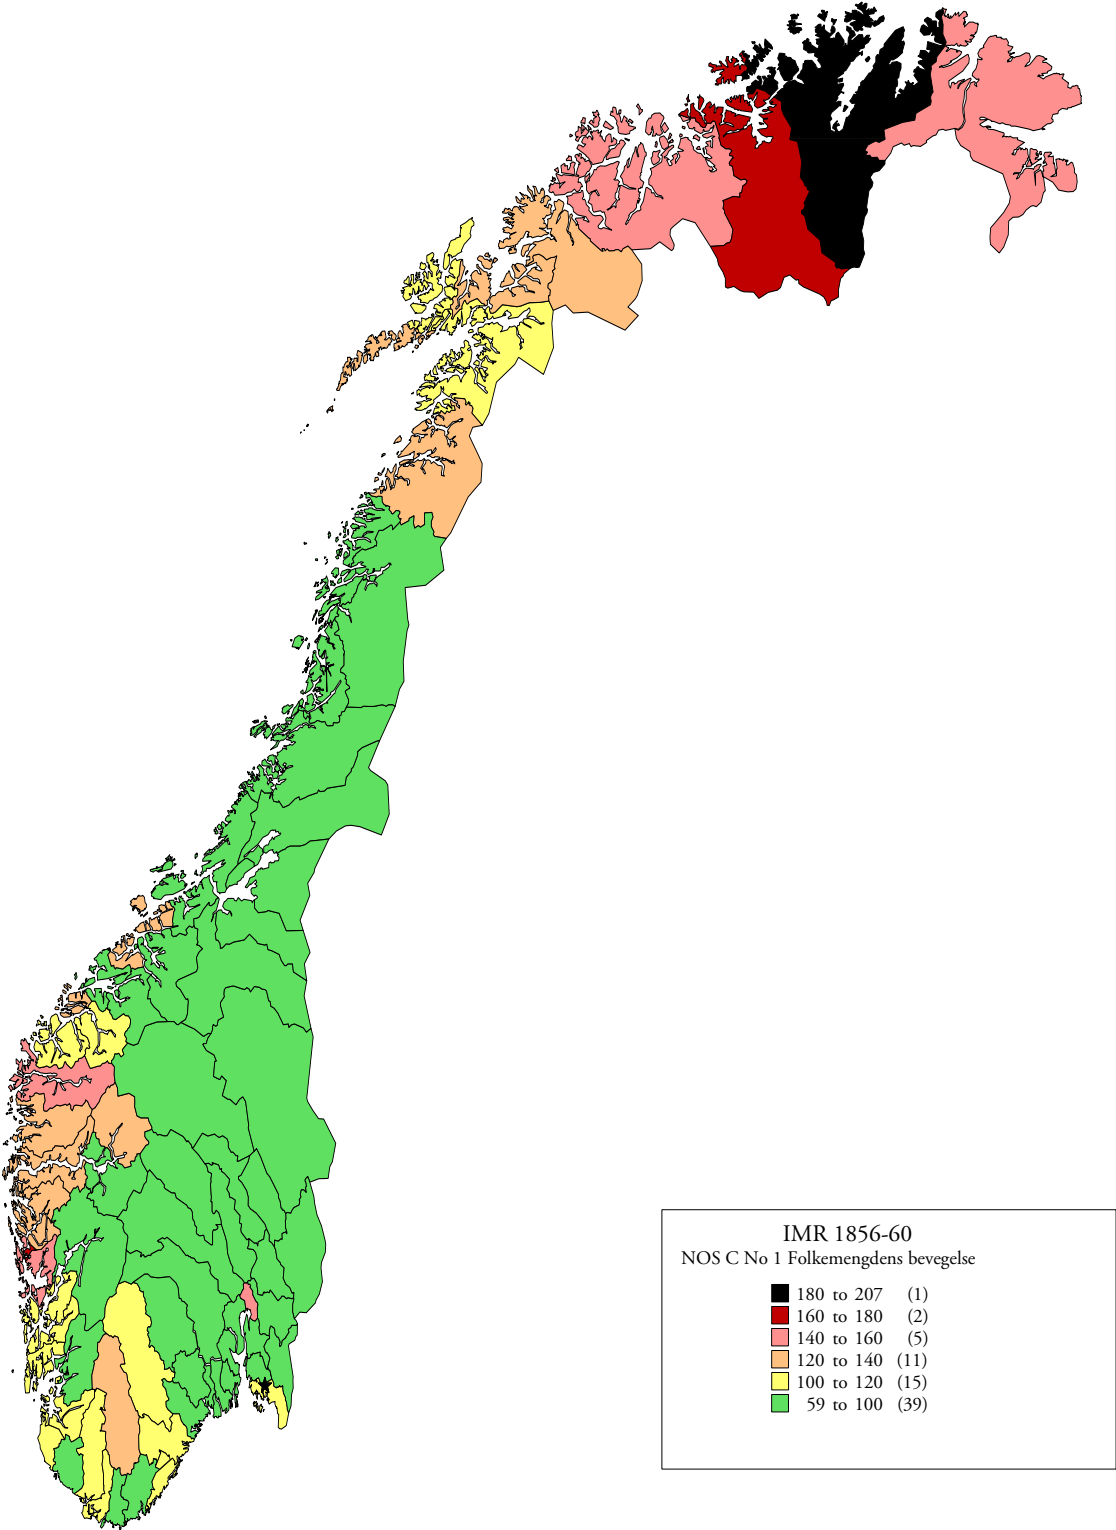 IMR 1856-60
NOS C No 1 Folkemengdens bevegelse
180 to 207 (1)
160 to 180 (2)
140 to 160 (5)
120 to 140 (11)
100 to 120 (15)
59 to 100 (39)